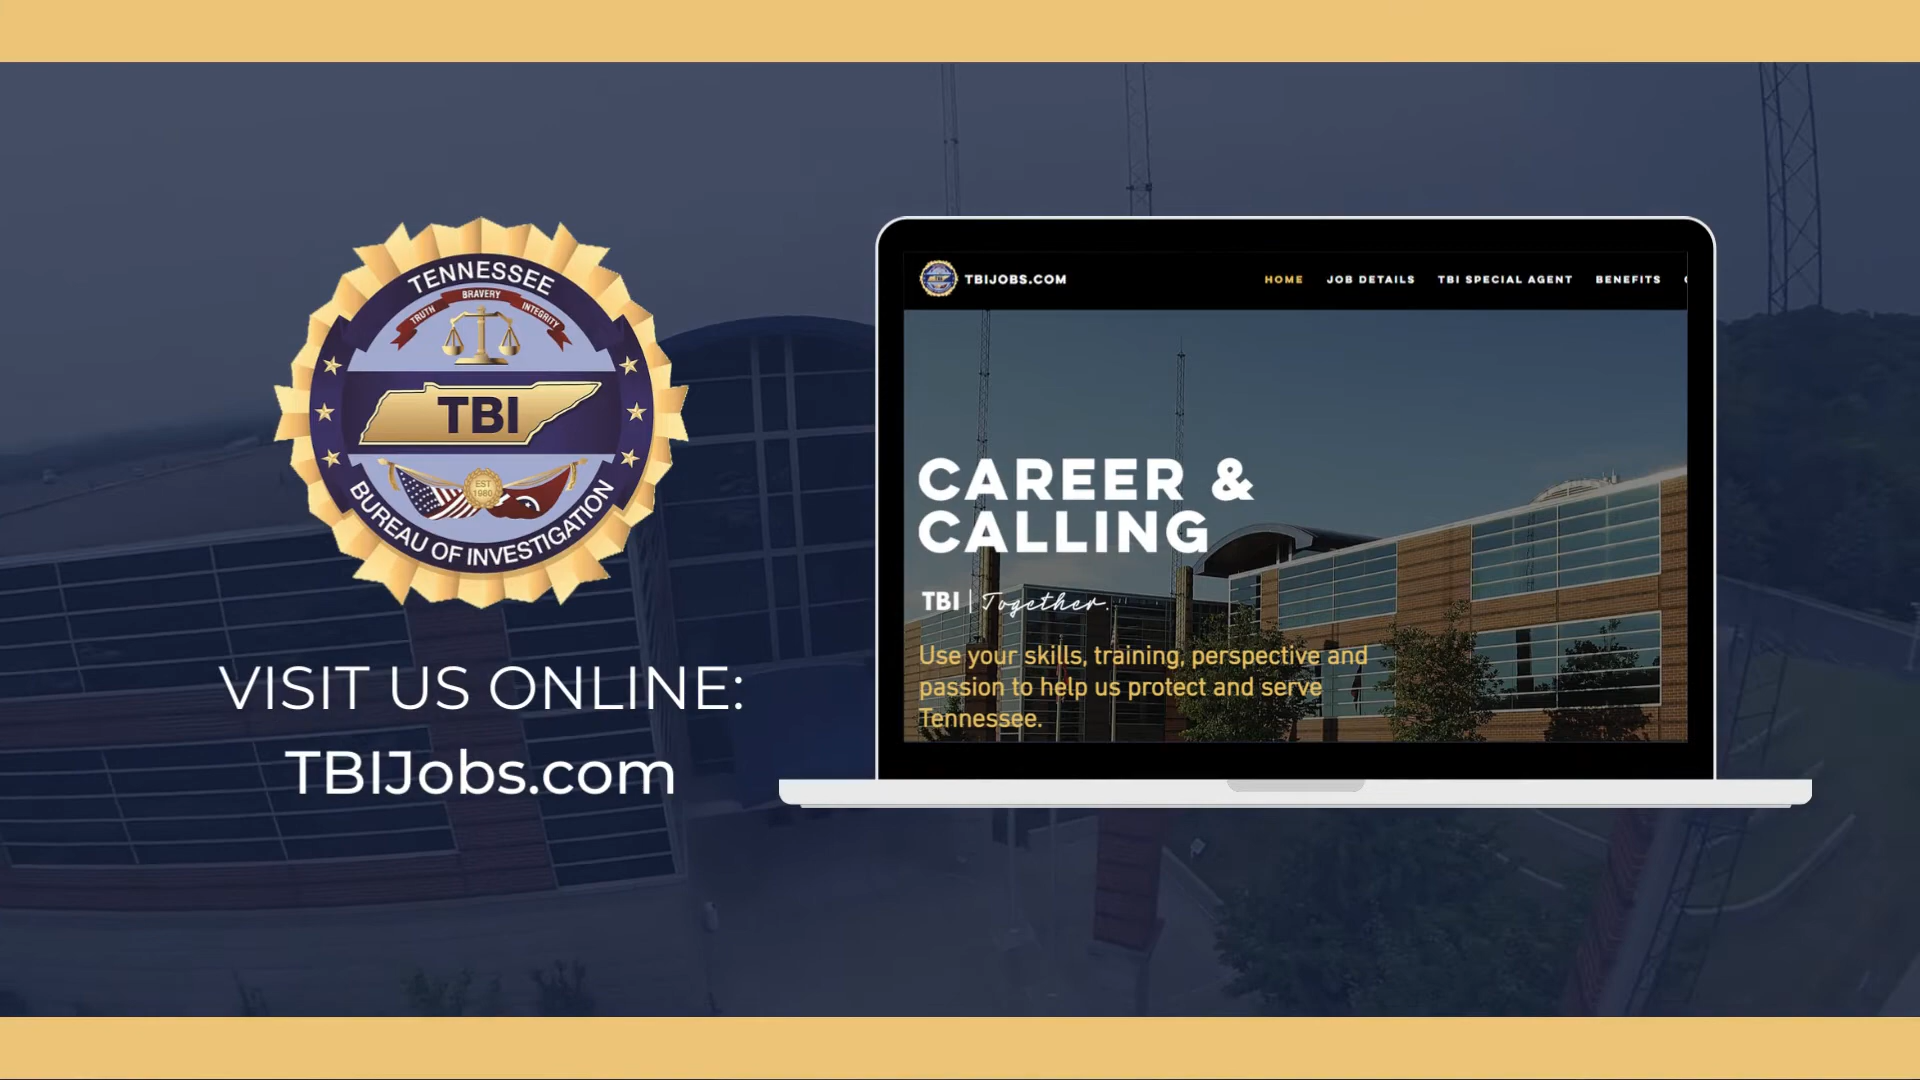 TENNESSEE
TRUTH BRAVERY INTEGRITY
TBI
EST
1980
BUREAU OF INVESTIGATION
VISIT US ONLINE:
TBIJobs.com
TBIJOBS.COM
HOME JOB DETAILS TBI SPECIAL AGENT BENEFITS
CAREER &
CALLING
TBI | Together.
Use your skills, training, perspective and
passion to help us protect and serve
Tennessee.